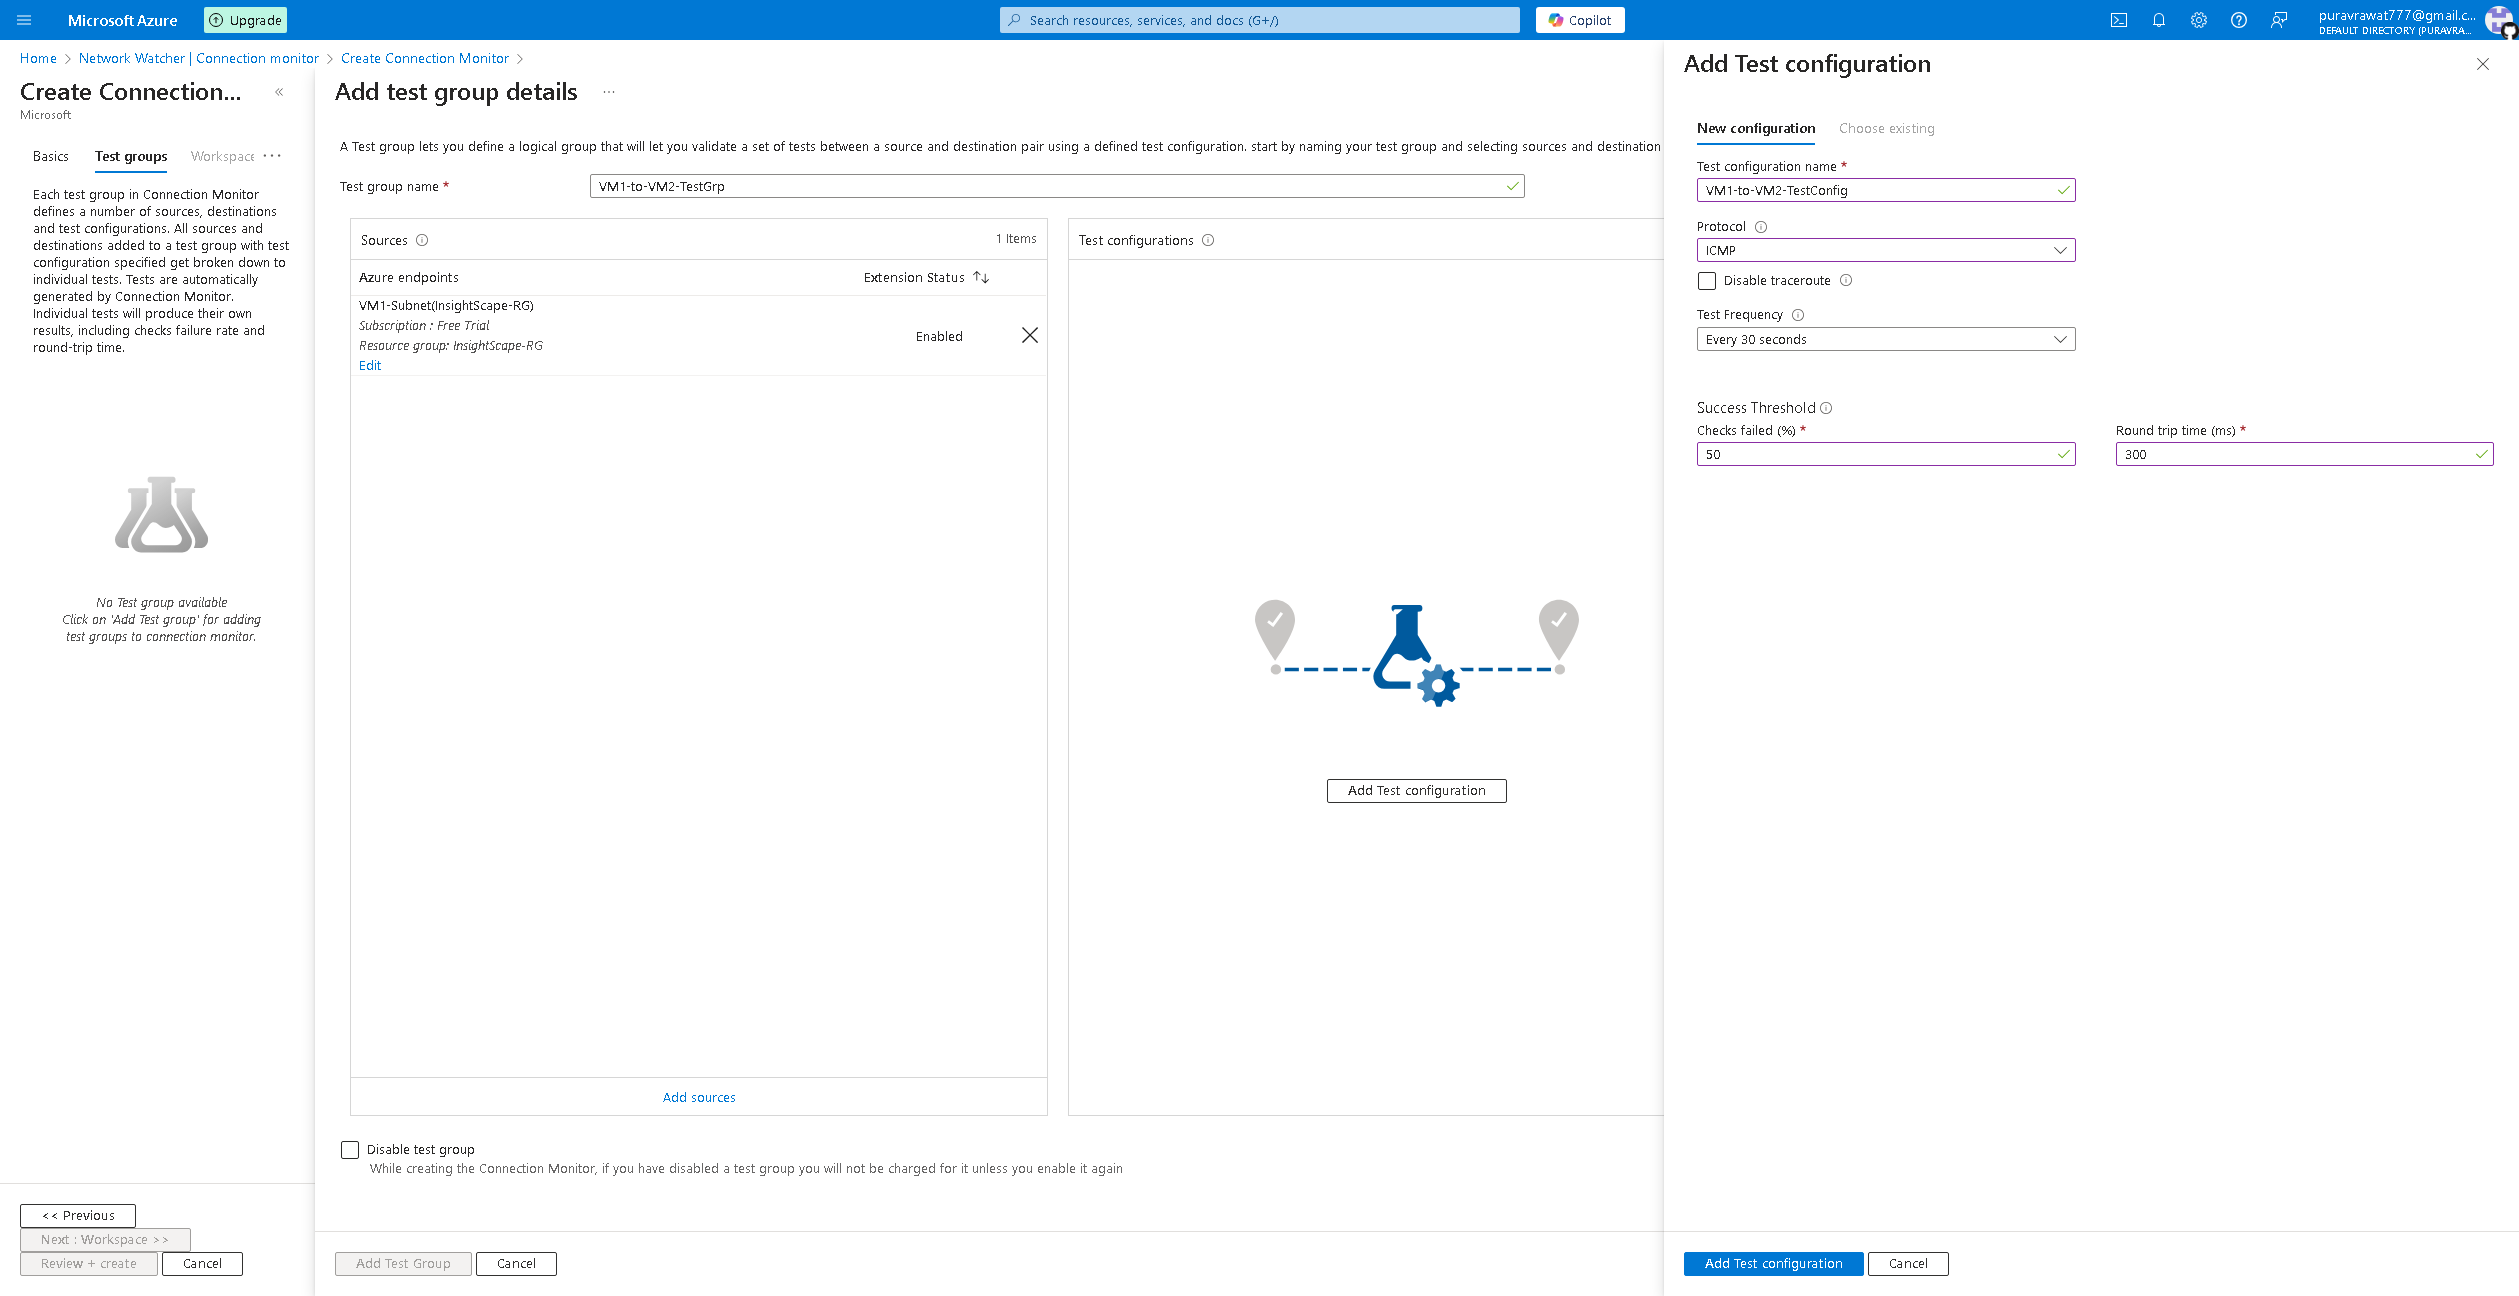 Microsoft Azure
Upgrade
Search resources, services, and docs (G+/)
Copilot
puravrawat777@gmail.c...
DEFAULT DIRECTORY (PURAVRA...
Home > Network Watcher | Connection monitor > Create Connection Monitor >
Create Connection...
«
Microsoft
Basics
Test groups
Workspace
···
Each test group in Connection Monitor
defines a number of sources, destinations
and test configurations. All sources and
destinations added to a test group with test
configuration specified get broken down to
individual tests. Tests are automatically
generated by Connection Monitor.
Individual tests will produce their own
results, including checks failure rate and
round-trip time.
No Test group available
Click on 'Add Test group' for adding
test groups to connection monitor.
<< Previous
Next : Workspace >>
Review + create
Cancel
Add test group details
···
A Test group lets you define a logical group that will let you validate a set of tests between a source and destination pair using a defined test configuration. start by naming your test group and selecting sources and destination
Test group name *
VM1-to-VM2-TestGrp
Sources
1 Items
Azure endpoints
Extension Status
VM1-Subnet(InsightScape-RG)
Subscription : Free Trial
Resource group: InsightScape-RG
Enabled
Edit
Add sources
Test configurations
Add Test configuration
Disable test group
While creating the Connection Monitor, if you have disabled a test group you will not be charged for it unless you enable it again
Add Test Group
Cancel
Add Test configuration
New configuration
Choose existing
Test configuration name *
VM1-to-VM2-TestConfig
Protocol
ICMP
Disable traceroute
Test Frequency
Every 30 seconds
Success Threshold
Checks failed (%) *
50
Round trip time (ms) *
300
Add Test configuration
Cancel